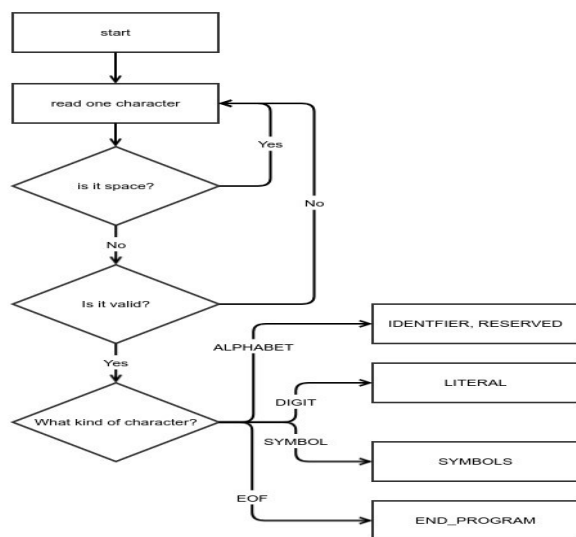 start
read one character
Yes
is it space?
No
No
Is it valid?
IDENTFIER, RESERVED
ALPHABET
Yes
LITERAL
DIGIT
What kind of character?
SYMBOL
SYMBOLS
EOF
END_PROGRAM